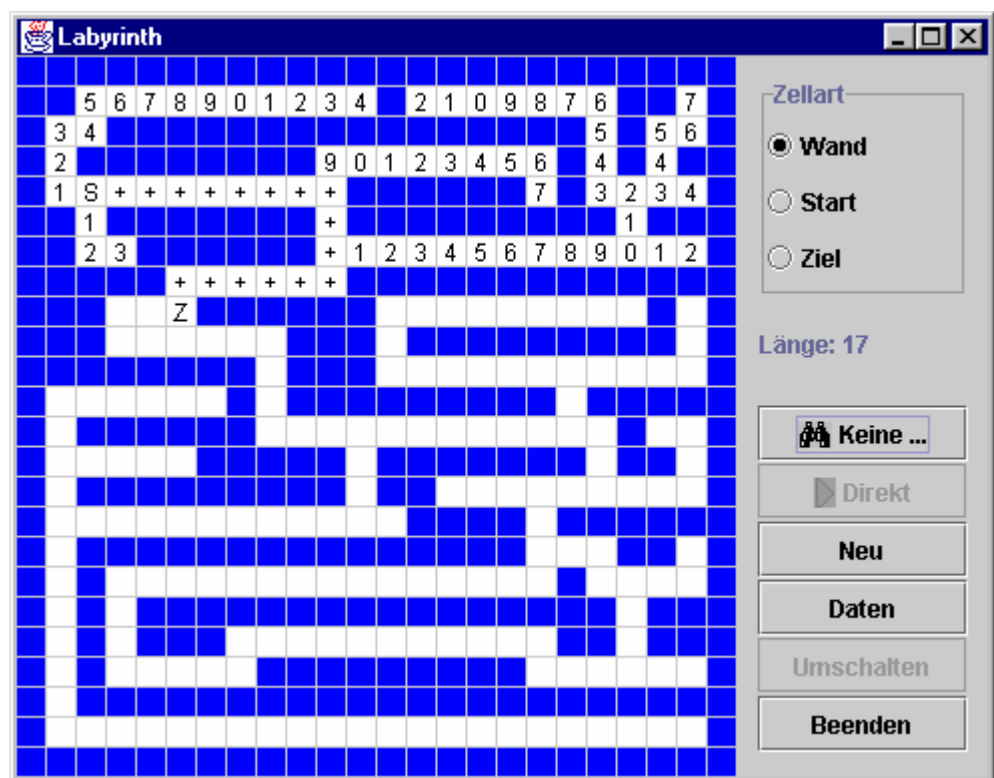 Labyrinth
5 6 7 8 9 0 1 2 3 4 2 1 0 9 8 7 6 7
3 4 5 5 6
2 9 0 1 2 3 4 5 6 4 4
1 S + + + + + + + + 7 3 2 3 4
1 + 1
2 3 + 1 2 3 4 5 6 7 8 9 0 1 2
+ + + + + +
Z
Zellart
Wand
Start
Ziel
Länge: 17
Keine ...
Direkt
Neu
Daten
Umschalten
Beenden